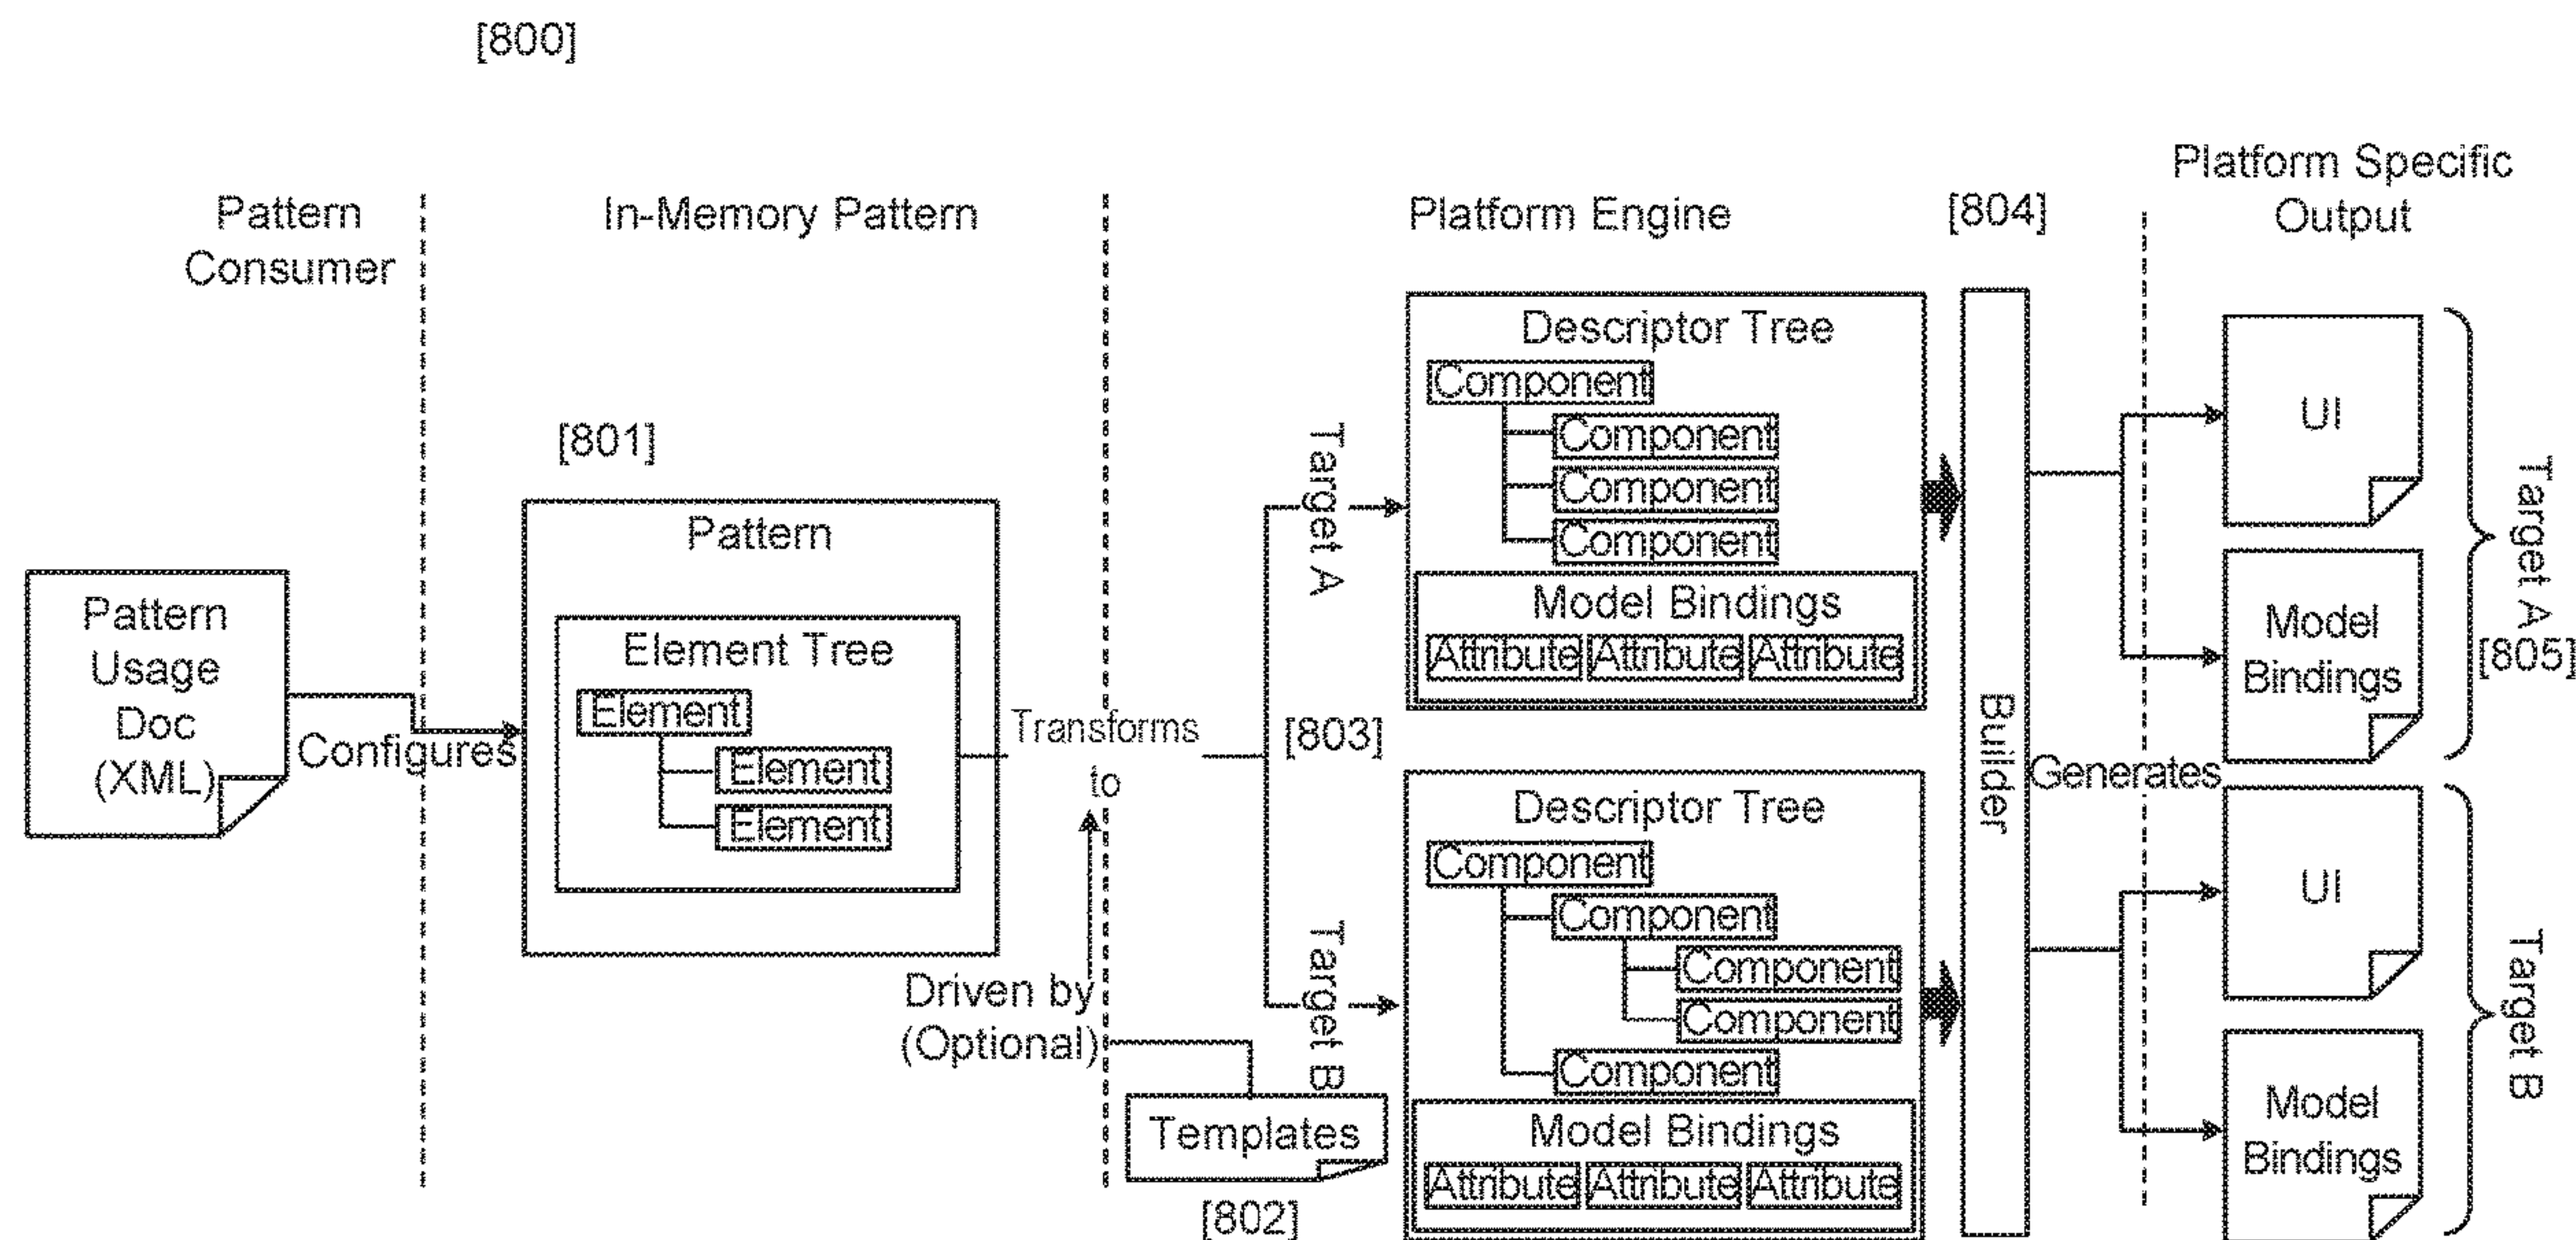 [800]
Pattern
Consumer
In-Memory Pattern
Platform Engine
[804]
Platform Specific
Output
Pattern
Usage
Doc
(XML)
Configures
[801]
Pattern
Element Tree
Element
Element
Element
Transforms
to
Driven by
(Optional)
Templates
[802]
[803]
Target A
Descriptor Tree
Component
Component
Component
Component
Model Bindings
Attribute Attribute Attribute
Target B
Descriptor Tree
Component
Component
Component
Component
Component
Model Bindings
Attribute Attribute Attribute
Builder
Generates
UI
Model
Bindings
Target A
[805]
UI
Model
Bindings
Target B